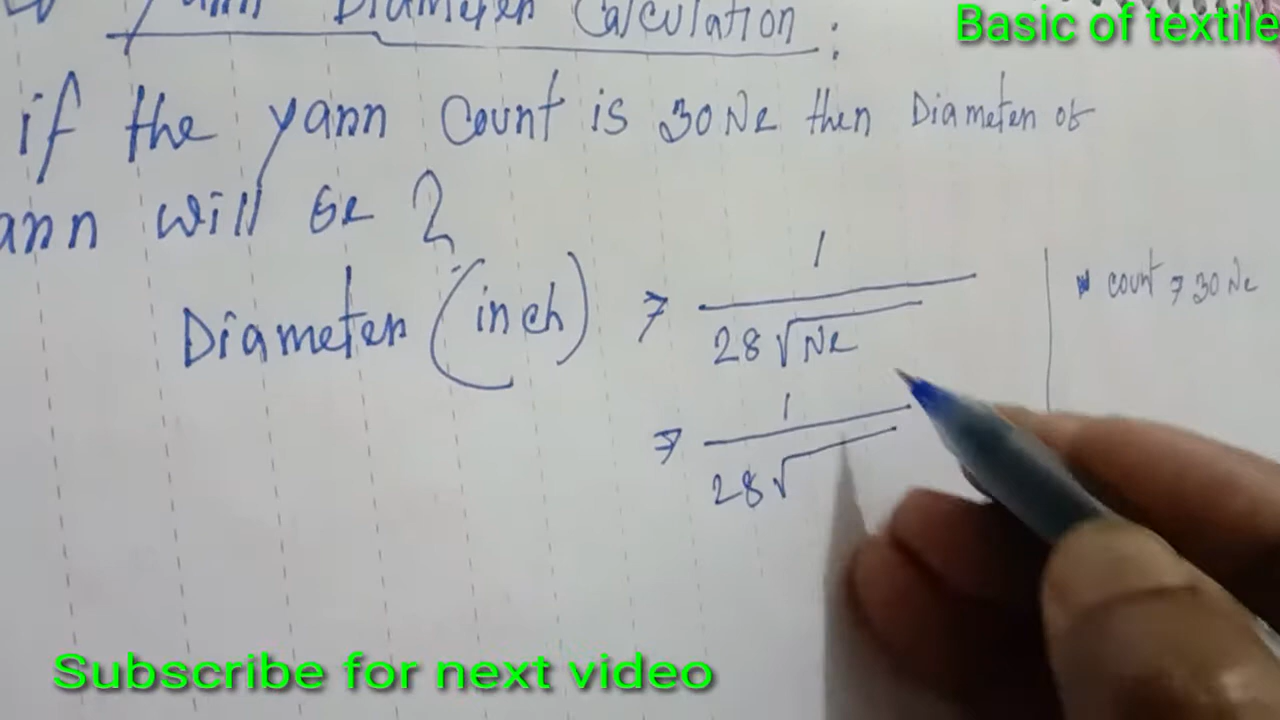 yarn Diameter Calculation :
Basic of textile
if the yarn Count is 30 Ne then Diameter of
will be ?
Diameter (inch) ⇒ 1 / 28√Ne
* count ⇒ 30 Ne
⇒ 1 / 28√
Subscribe for next video